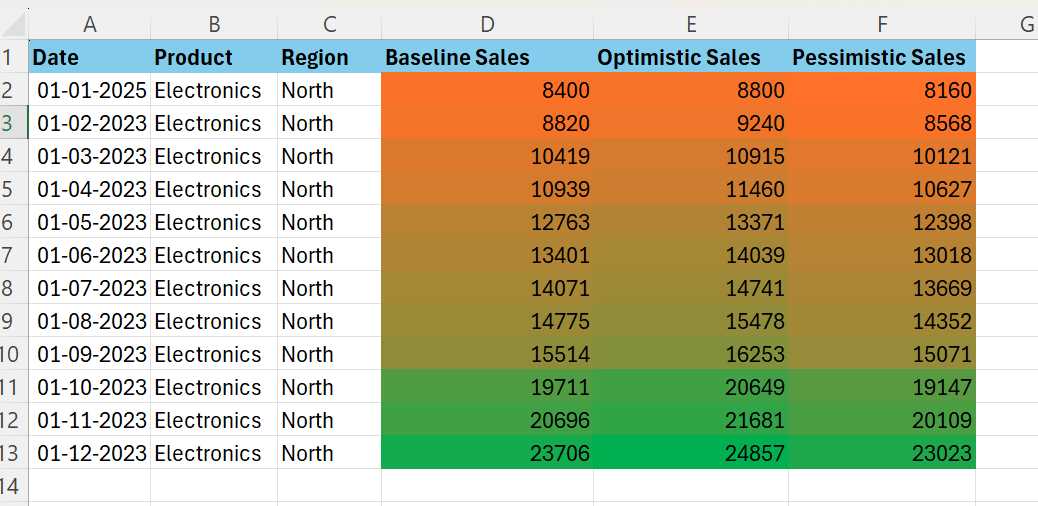 A B C D E F G
1 Date Product Region Baseline Sales Optimistic Sales Pessimistic Sales
2 01-01-2025 Electronics North 8400 8800 8160
3 01-02-2023 Electronics North 8820 9240 8568
4 01-03-2023 Electronics North 10419 10915 10121
5 01-04-2023 Electronics North 10939 11460 10627
6 01-05-2023 Electronics North 12763 13371 12398
7 01-06-2023 Electronics North 13401 14039 13018
8 01-07-2023 Electronics North 14071 14741 13669
9 01-08-2023 Electronics North 14775 15478 14352
10 01-09-2023 Electronics North 15514 16253 15071
11 01-10-2023 Electronics North 19711 20649 19147
12 01-11-2023 Electronics North 20696 21681 20109
13 01-12-2023 Electronics North 23706 24857 23023
14